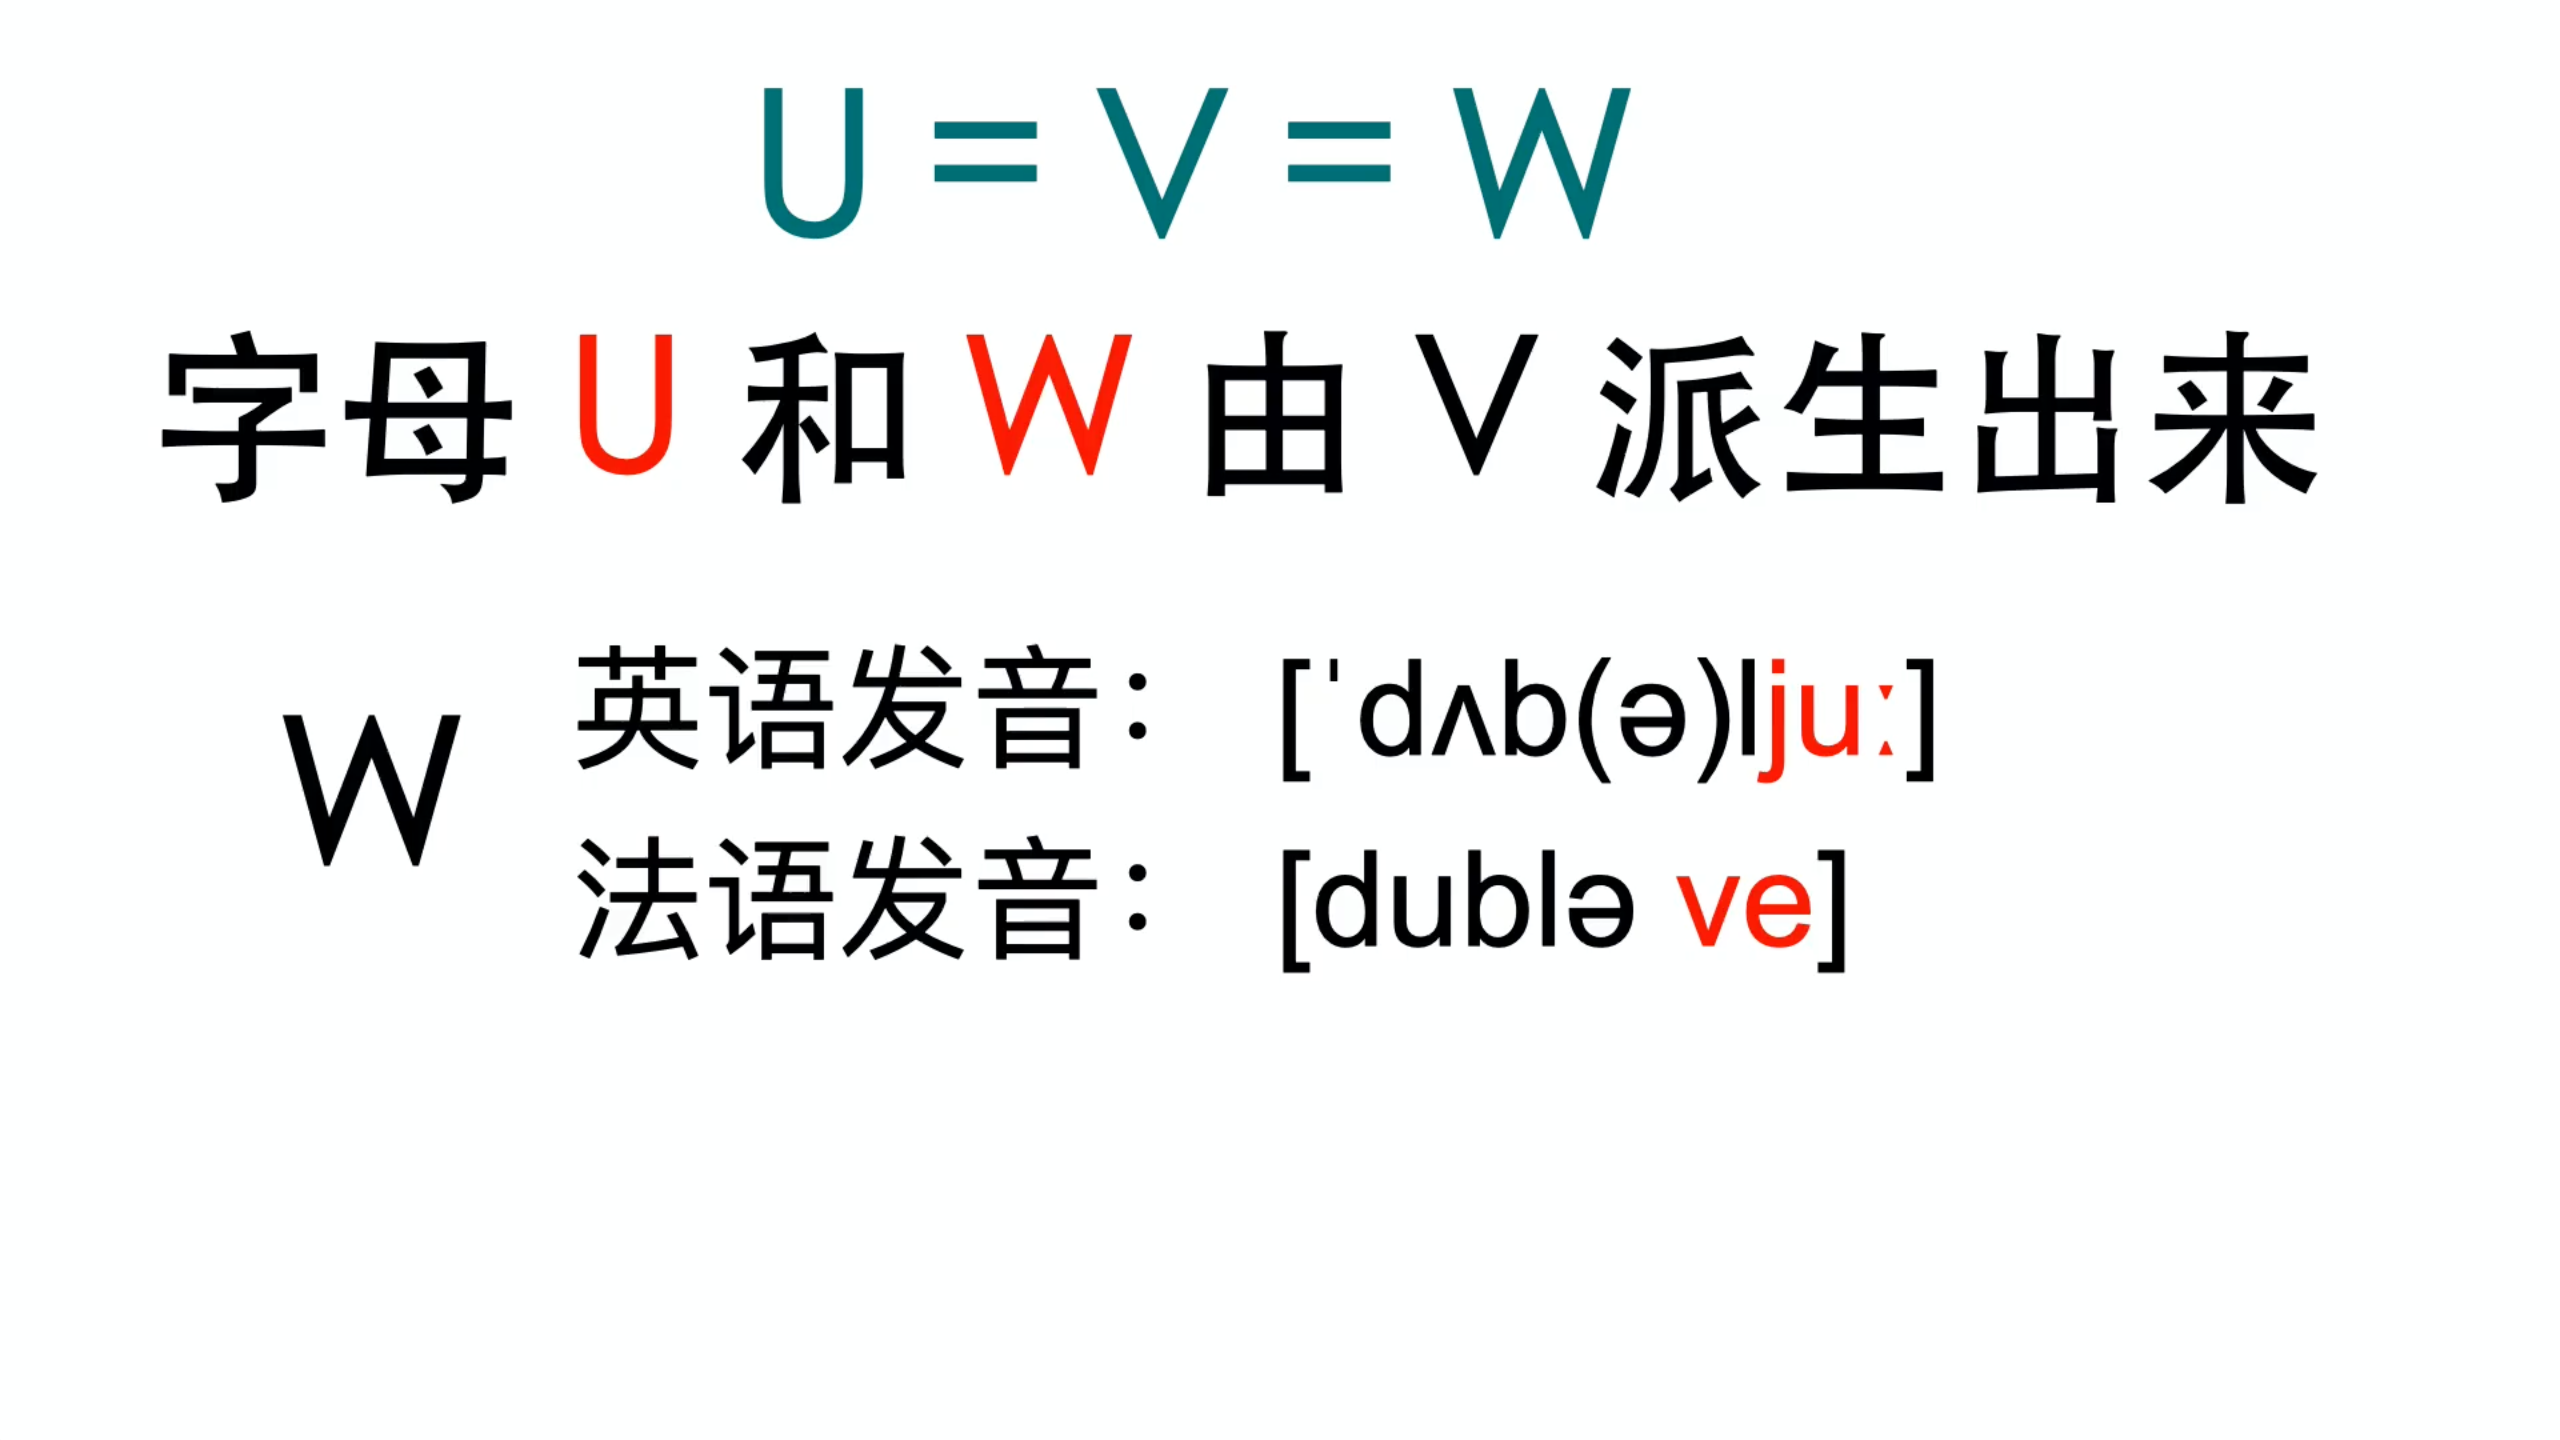 U = V = W
字母 U 和 W 由 V 派生出来
W
英语发音： [ˈdʌb(ə)ljuː]
法语发音： [dublə ve]